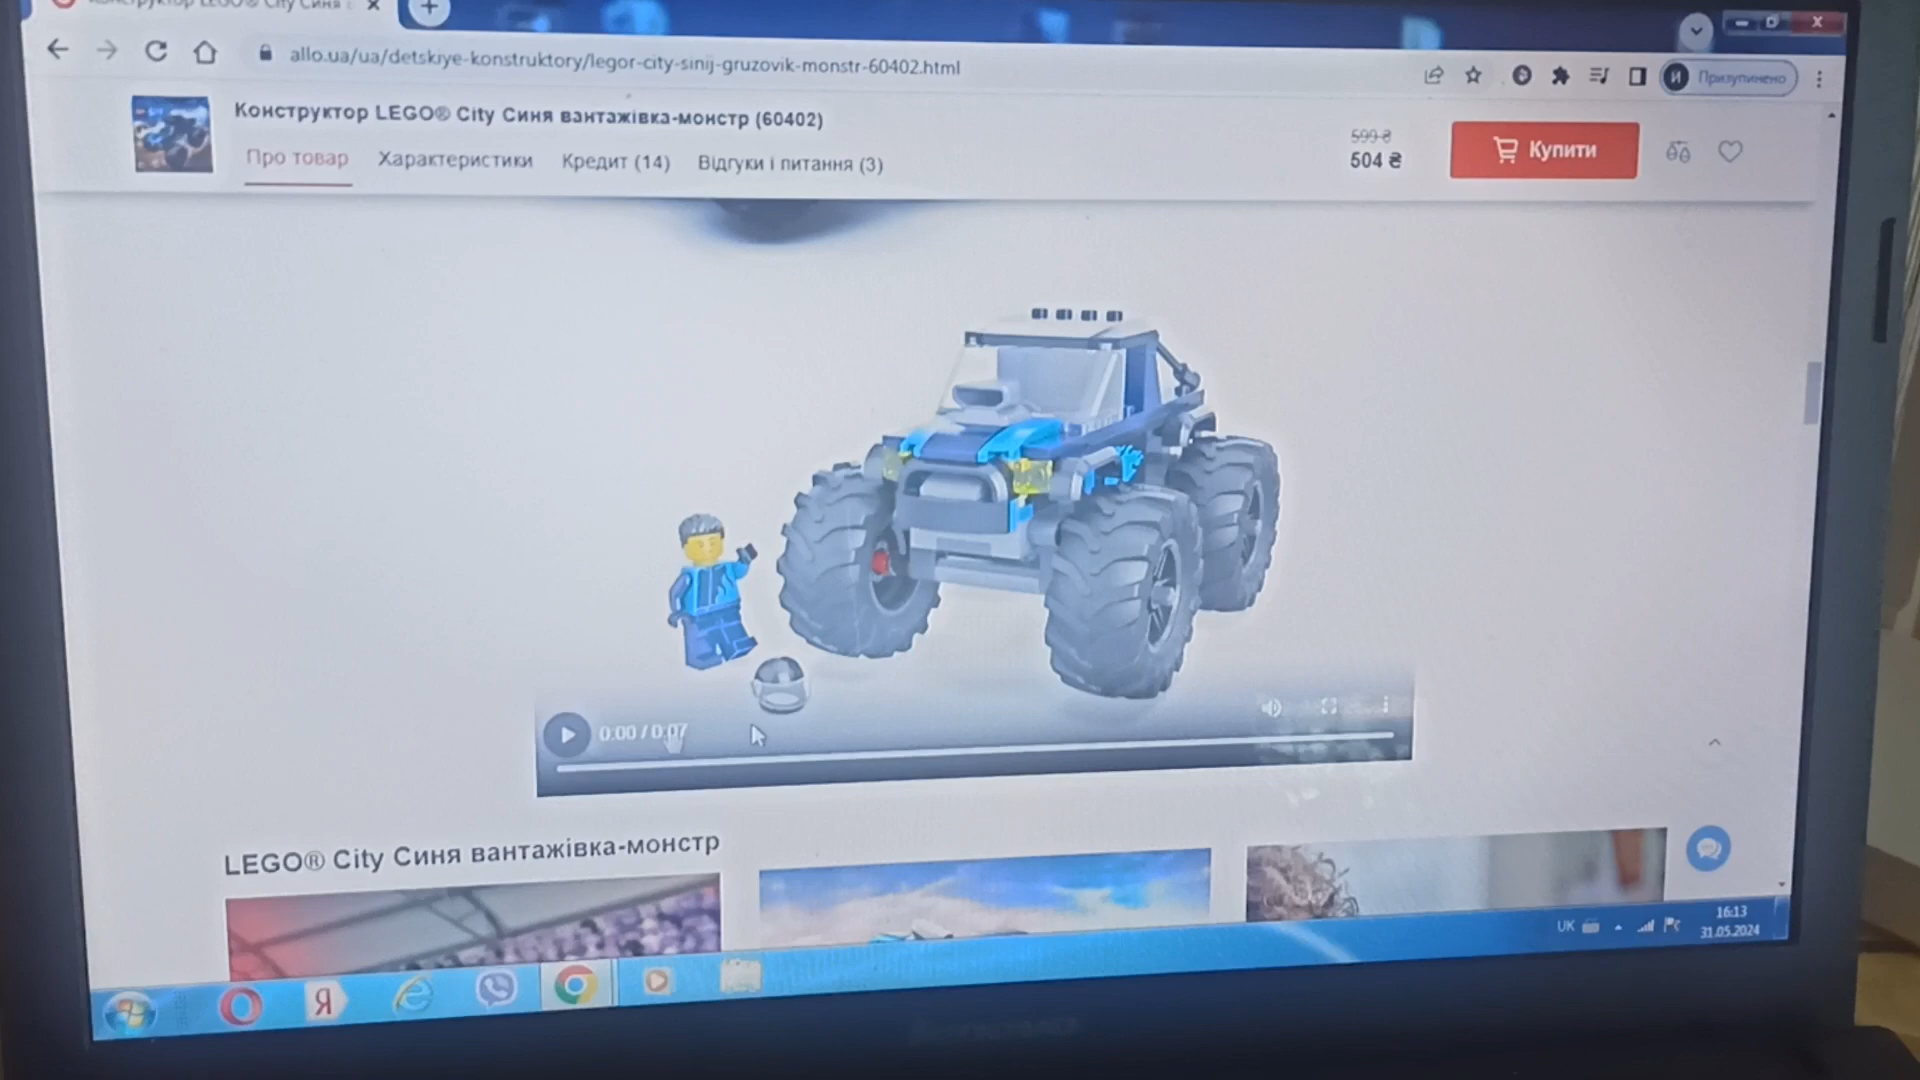 allo.ua/ua/detskiye-konstruktory/legor-city-sinij-gruzovik-monstr-60402.html
Призупинено
Конструктор LEGO® City Синя вантажівка-монстр (60402)
Про товар Характеристики Кредит (14) Відгуки і питання (3)
599 ₴
504 ₴
Купити
0:00 / 0:07
LEGO® City Синя вантажівка-монстр
UK
16:13
31.05.2024